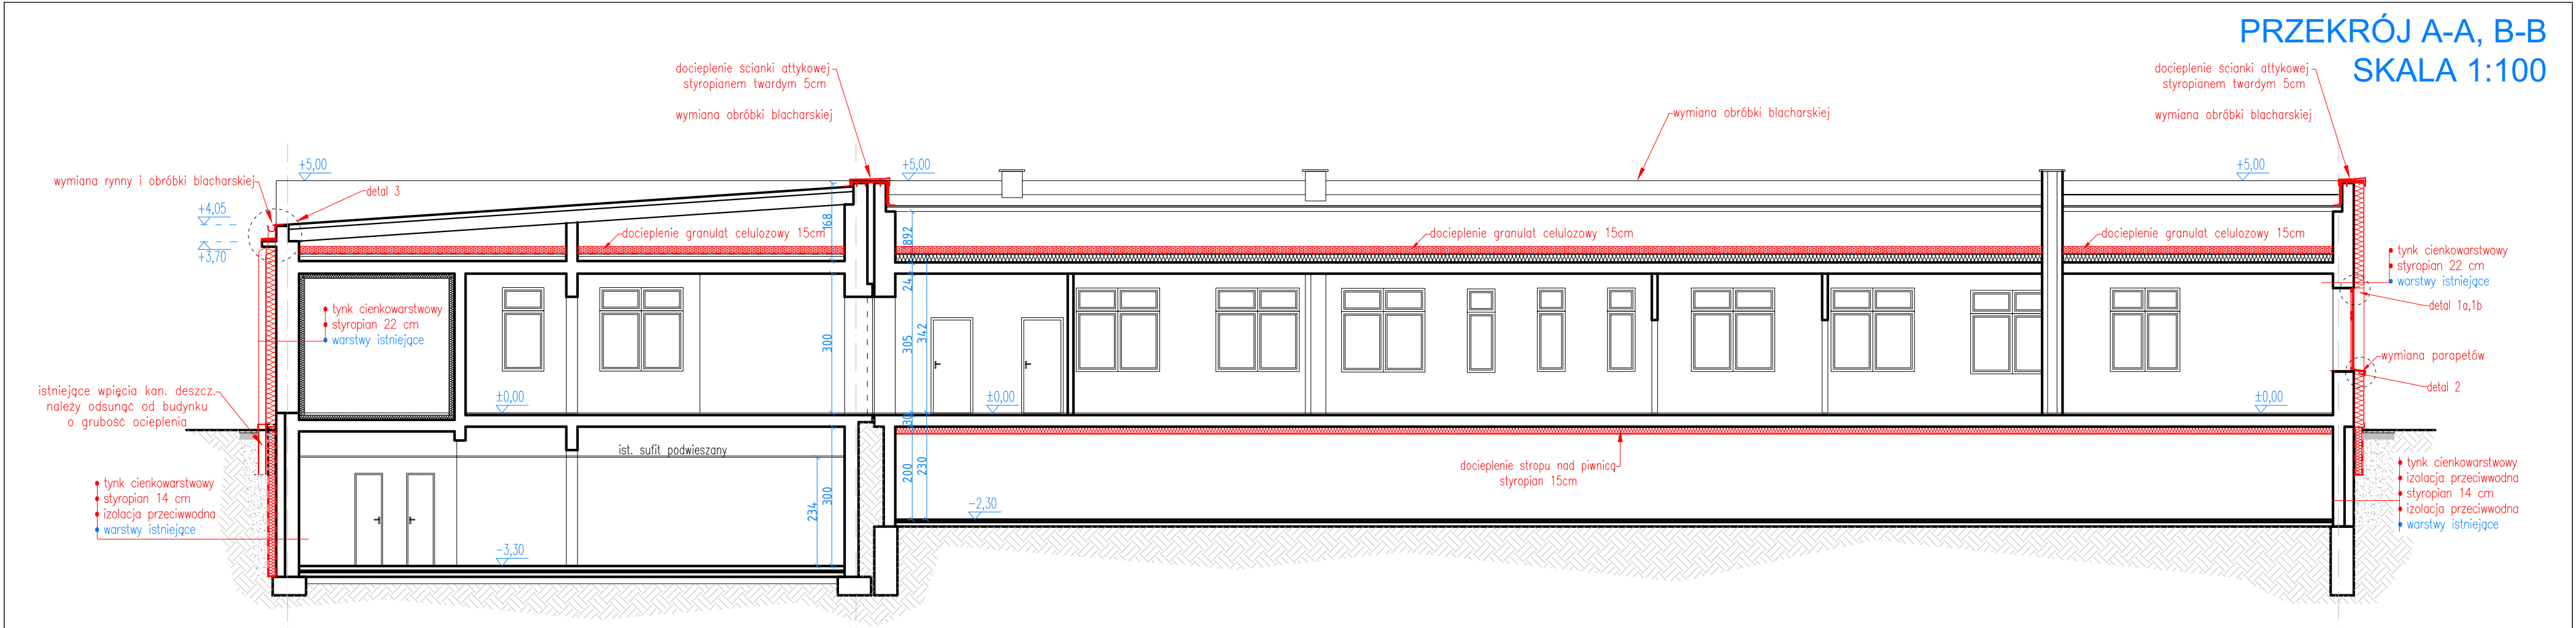 PRZEKRÓJ A-A, B-B
SKALA 1:100
docieplenie ścianki attykowej
styropianem twardym 5cm
wymiana obróbki blacharskiej
wymiana obróbki blacharskiej
docieplenie ścianki attykowej
styropianem twardym 5cm
wymiana obróbki blacharskiej
+5,00
+5,00
+5,00
wymiana rynny i obróbki blacharskiej
detal 3
+4,05
+3,70
168
892
docieplenie granulat celulozowy 15cm
docieplenie granulat celulozowy 15cm
docieplenie granulat celulozowy 15cm
tynk cienkowarstwowy
styropian 22 cm
warstwy istniejące
24
detal 1a,1b
tynk cienkowarstwowy
styropian 22 cm
warstwy istniejące
300
305
342
wymiana parapetów
detal 2
istniejące wpięcia kan. deszcz.
należy odsunąć od budynku
o grubość ocieplenia
±0,00
±0,00
±0,00
30
ist. sufit podwieszany
docieplenie stropu nad piwnicą
styropian 15cm
200
230
234
300
-2,30
-3,30
tynk cienkowarstwowy
styropian 14 cm
izolacja przeciwwodna
warstwy istniejące
tynk cienkowarstwowy
izolacja przeciwwodna
styropian 14 cm
izolacja przeciwwodna
warstwy istniejące